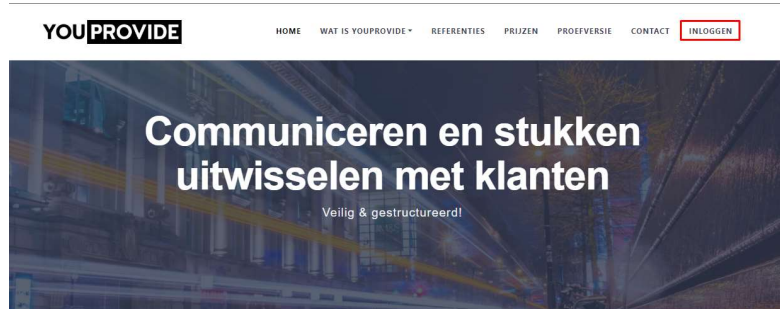 YOUPROVIDE
HOME WAT IS YOUPROVIDE REFERENTIES PRIJZEN PROEFVERSIE CONTACT INLOGGEN
Communiceren en stukken
uitwisselen met klanten
Veilig & gestructureerd!